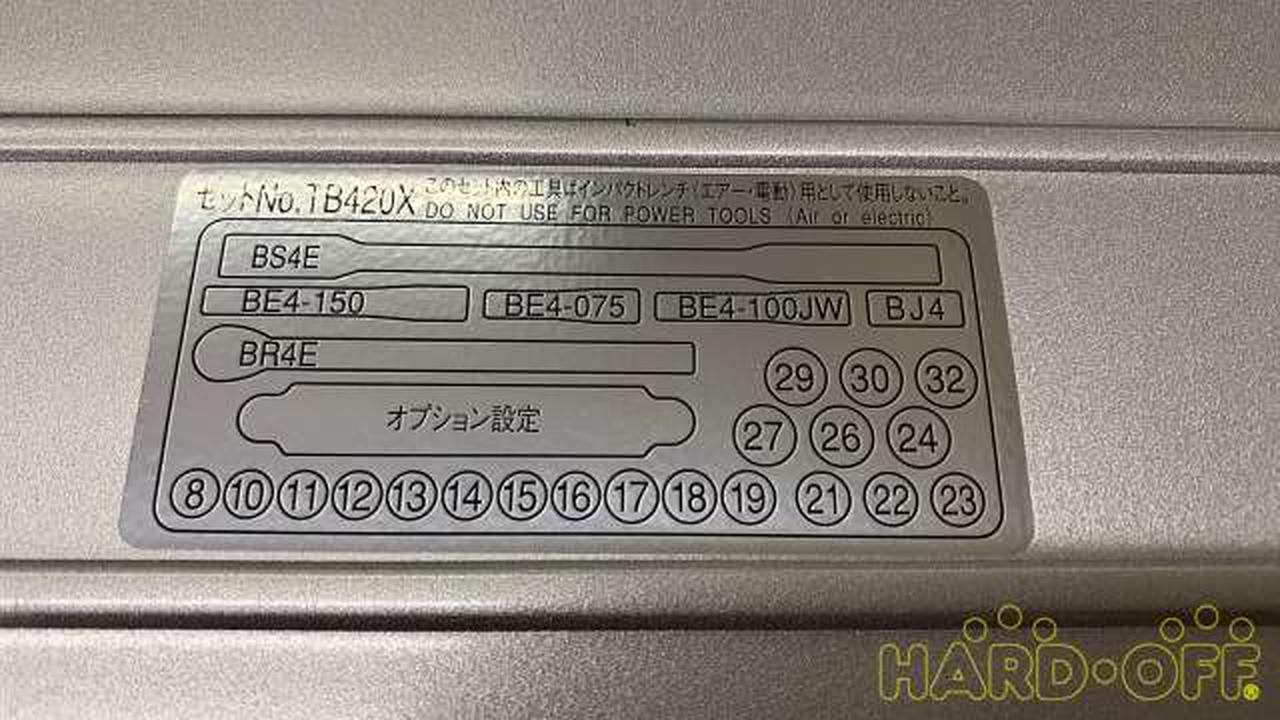 セットNo.1B420X
このセット内の工具はインパクトレンチ(エアー・電動)用として使用しないこと。
DO NOT USE FOR POWER TOOLS (Air or electric)
BS4E
BE4-150 BE4-075 BE4-100JW BJ4
BR4E
29 30 32
オプション設定
27 26 24
8 10 11 12 13 14 15 16 17 18 19 21 22 23
HARD・OFF®